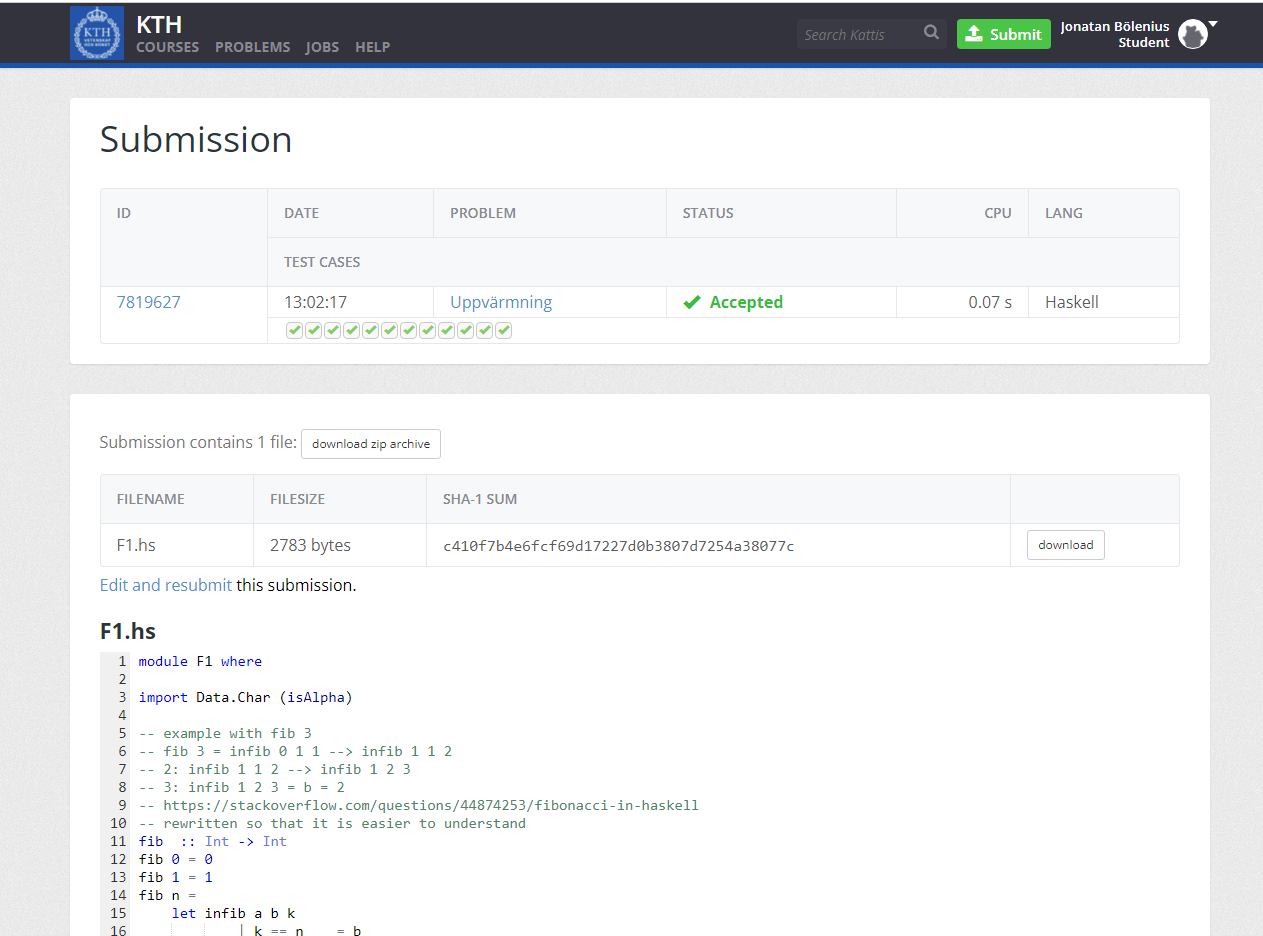 KTH
COURSES PROBLEMS JOBS HELP
Search Kattis
Submit
Jonatan Bölenius
Student
KTH
VETENSKAP
OCH KONST
Submission
ID DATE PROBLEM STATUS CPU LANG
TEST CASES
7819627 13:02:17 Uppvärmning Accepted 0.07 s Haskell
Submission contains 1 file: download zip archive
FILENAME FILESIZE SHA-1 SUM
F1.hs 2783 bytes c410f7b4e6fcf69d17227d0b3807d7254a38077c download
Edit and resubmit this submission.
F1.hs
1 module F1 where
2
3 import Data.Char (isAlpha)
4
5 -- example with fib 3
6 -- fib 3 = infib 0 1 1 --> infib 1 1 2
7 -- 2: infib 1 1 2 --> infib 1 2 3
8 -- 3: infib 1 2 3 = b = 2
9 -- https://stackoverflow.com/questions/44874253/fibonacci-in-haskell
10 -- rewritten so that it is easier to understand
11 fib  :: Int -> Int
12 fib 0 = 0
13 fib 1 = 1
14 fib n =
15     let infib a b k
16             | k == n    = b